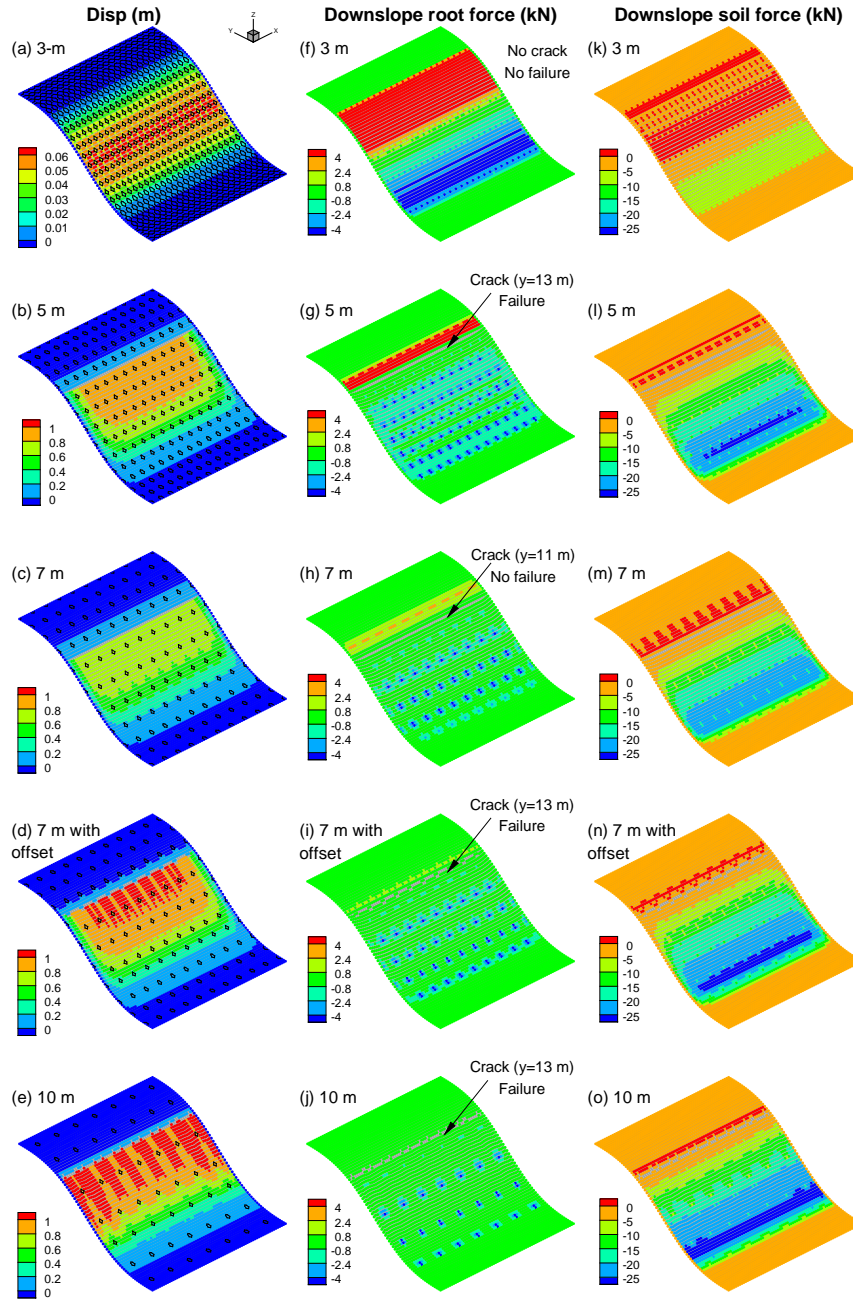 Disp (m)
Downslope root force (kN)
Downslope soil force (kN)
Z
Y
X
(a) 3-m
0.06
0.05
0.04
0.03
0.02
0.01
0
(f) 3 m
No crack
No failure
4
2.4
0.8
-0.8
-2.4
-4
(k) 3 m
0
-5
-10
-15
-20
-25
(b) 5 m
1
0.8
0.6
0.4
0.2
0
(g) 5 m
Crack (y=13 m)
Failure
4
2.4
0.8
-0.8
-2.4
-4
(l) 5 m
0
-5
-10
-15
-20
-25
(c) 7 m
1
0.8
0.6
0.4
0.2
0
(h) 7 m
Crack (y=11 m)
No failure
4
2.4
0.8
-0.8
-2.4
-4
(m) 7 m
0
-5
-10
-15
-20
-25
(d) 7 m with
offset
1
0.8
0.6
0.4
0.2
0
(i) 7 m with
offset
Crack (y=13 m)
Failure
4
2.4
0.8
-0.8
-2.4
-4
(n) 7 m with
offset
0
-5
-10
-15
-20
-25
(e) 10 m
1
0.8
0.6
0.4
0.2
0
(j) 10 m
Crack (y=13 m)
Failure
4
2.4
0.8
-0.8
-2.4
-4
(o) 10 m
0
-5
-10
-15
-20
-25